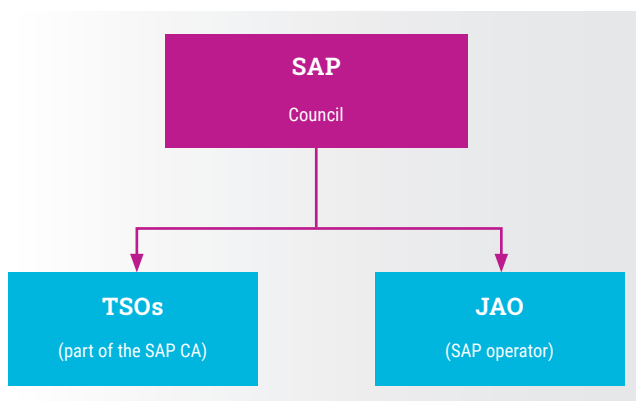 SAP
Council
TSOs
(part of the SAP CA)
JAO
(SAP operator)